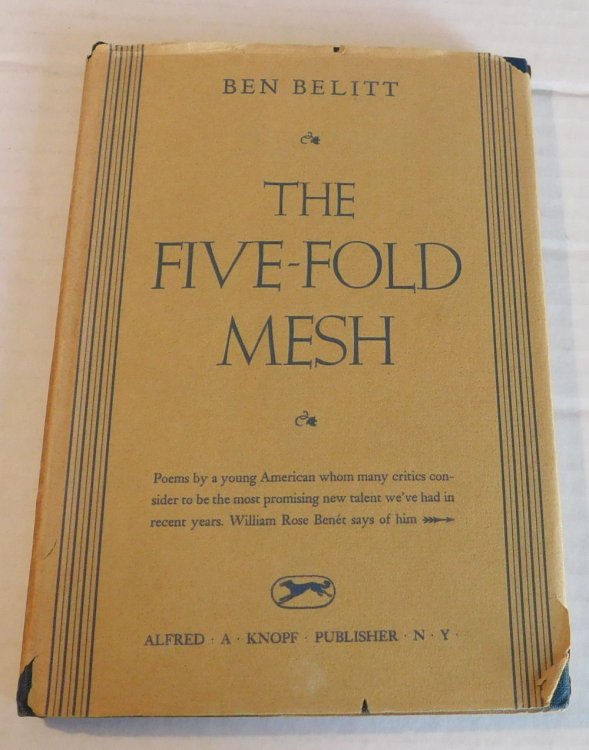 BEN BELITT
THE
FIVE-FOLD
MESH
Poems by a young American whom many critics con-
sider to be the most promising new talent we've had in
recent years. William Rose Benét says of him
ALFRED · A · KNOPF · PUBLISHER · N · Y ·